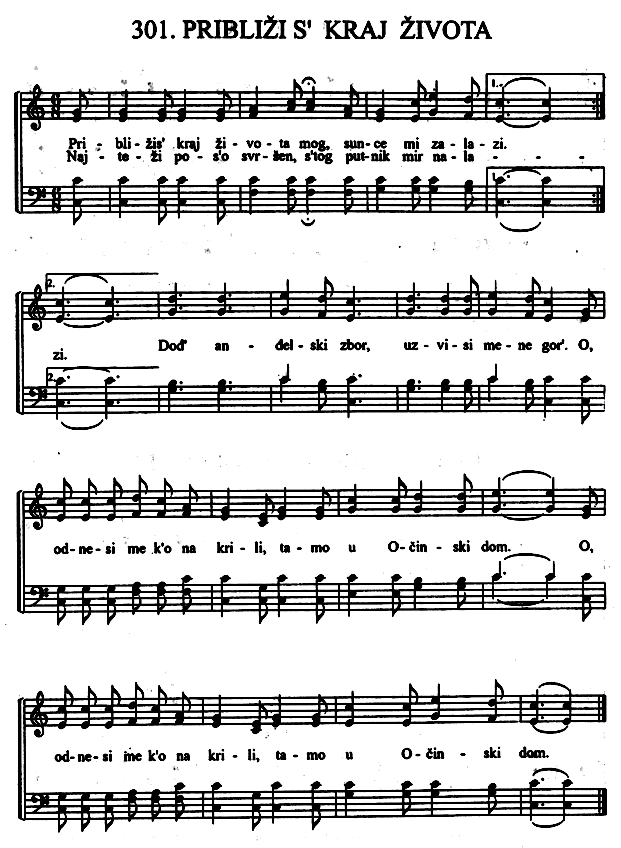 301. PRIBLIŽI S' KRAJ ŽIVOTA
1.
Pri - bližis' kraj ži - vo - ta mog, sun - ce mi za - la - zi.
Naj - te - ži po - s'o svr - šen, s'tog put - nik mir na - la - - -
1.
2.
zi. Dođ' an - đel - ski zbor, uz - vi - si me - ne gor'. O,
2.
od - ne - si me k'o na kri - li, ta - mo u O - čin - ski dom. O,
od - ne - si me k'o na kri - li, ta - mo u O - čin - ski dom.